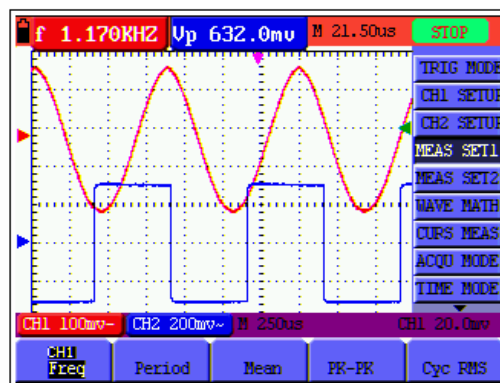 f 1.170KHZ Vp 632.0mv M 21.50us STOP
TRIG MODE
CH1 SETUP
CH2 SETUP
MEAS SET1
MEAS SET2
WAVE MATH
CURS MEAS
ACQU MODE
TIME MODE
CH1 100mv- CH2 200mv~ M 250us CH1 20.0mv
CH1
Freq Period Mean PK-PK Cyc RMS